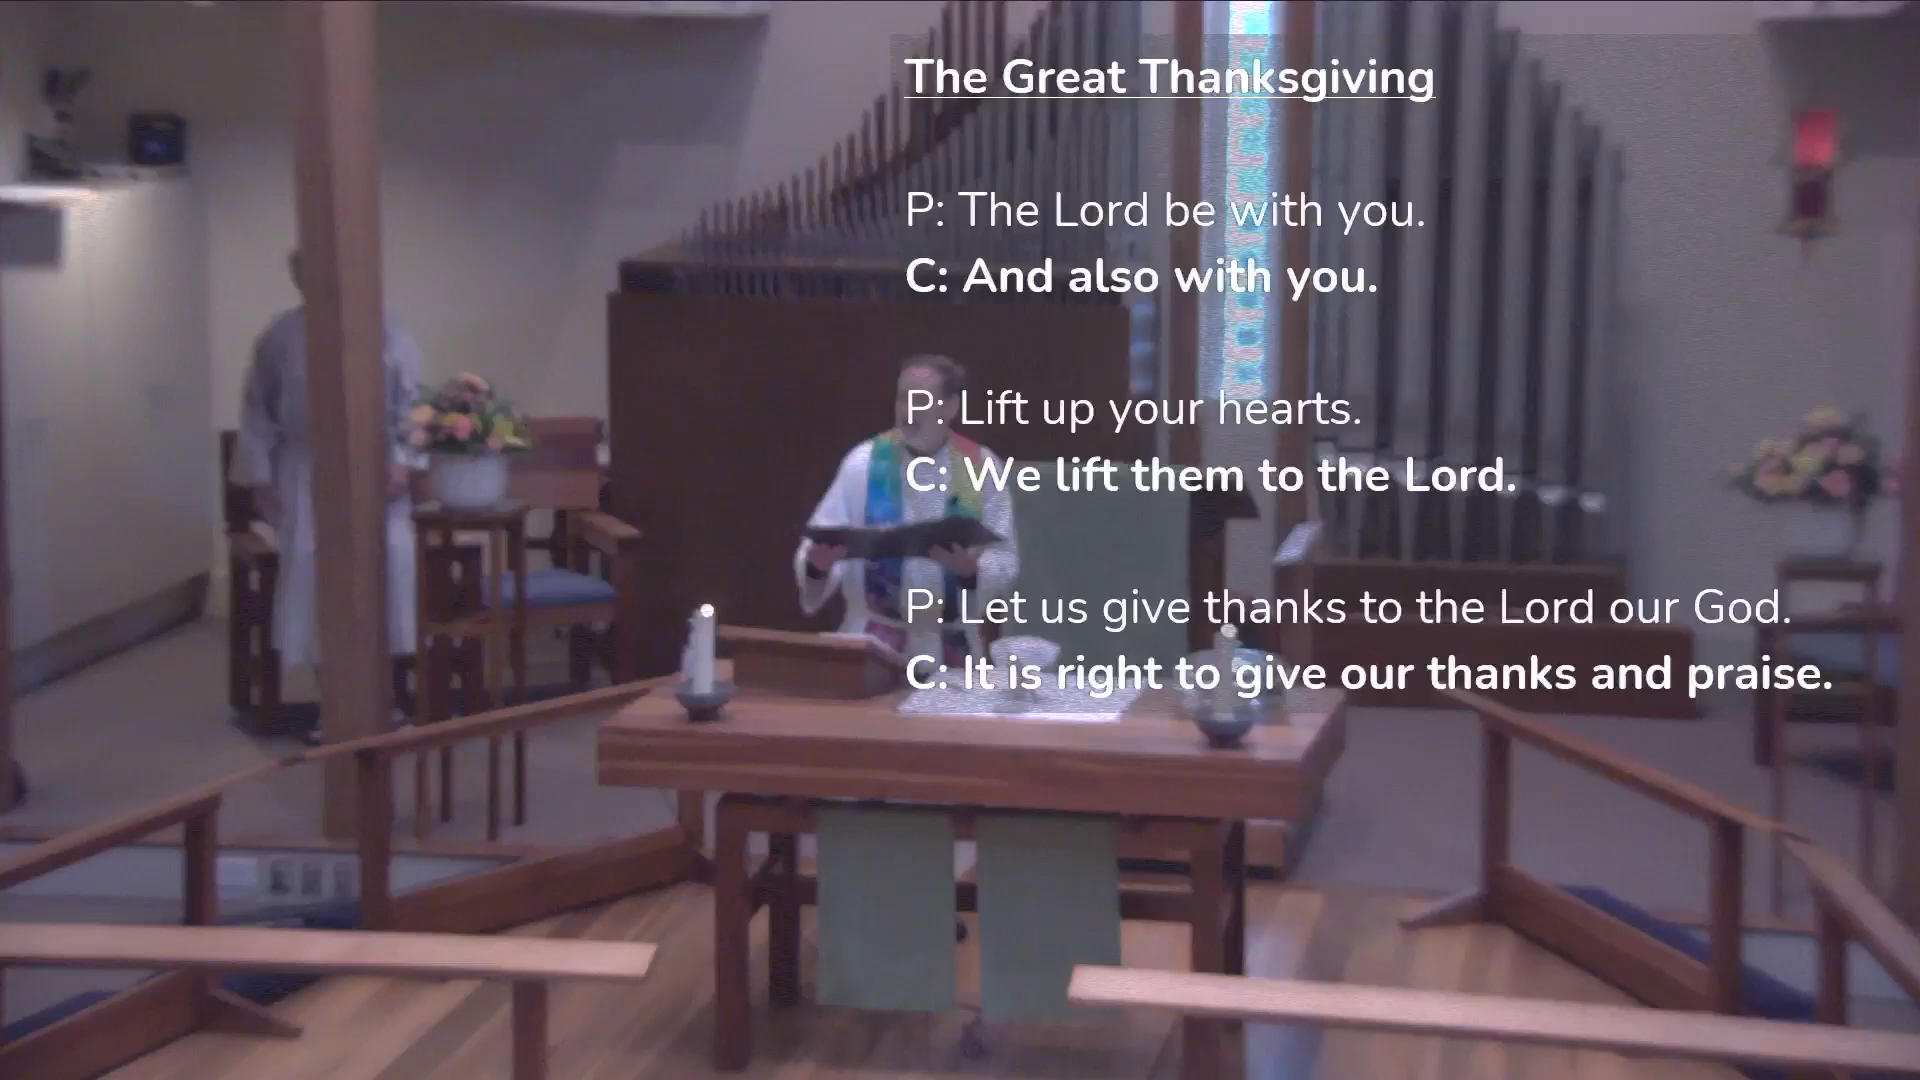 The Great Thanksgiving
P: The Lord be with you.
C: And also with you.
P: Lift up your hearts.
C: We lift them to the Lord.
P: Let us give thanks to the Lord our God.
C: It is right to give our thanks and praise.